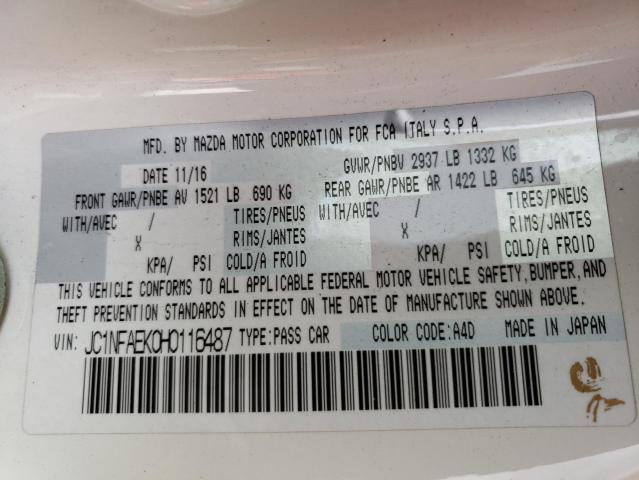 MFD. BY MAZDA MOTOR CORPORATION FOR FCA ITALY S.P.A.
DATE 11/16 GVWR/PNBV 2937 LB 1332 KG
FRONT GAWR/PNBE AV 1521 LB 690 KG REAR GAWR/PNBE AR 1422 LB 645 KG
WITH/AVEC / TIRES/PNEUS WITH/AVEC / TIRES/PNEUS
X RIMS/JANTES X RIMS/JANTES
KPA/ PSI COLD/A FROID KPA/ PSI COLD/A FROID
THIS VEHICLE CONFORMS TO ALL APPLICABLE FEDERAL MOTOR VEHICLE SAFETY, BUMPER, AND
THEFT PREVENTION STANDARDS IN EFFECT ON THE DATE OF MANUFACTURE SHOWN ABOVE.
VIN: JC1NFAEK0H0116487 TYPE:PASS CAR COLOR CODE:A4D MADE IN JAPAN